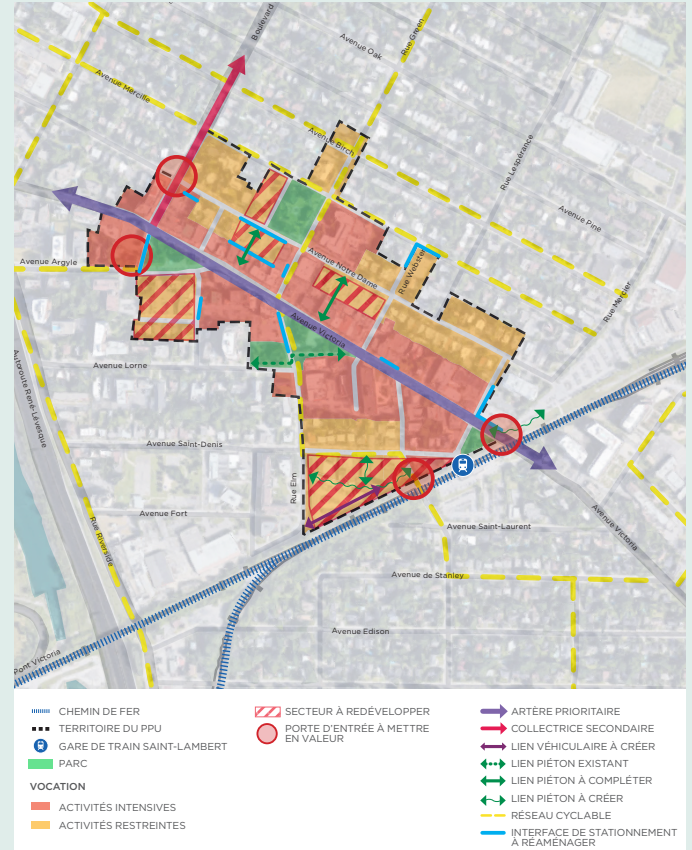 Boulevard
Avenue Oak
Rue Green
Avenue Mercille
Avenue Birch
Rue Lespérance
Avenue Pine
Avenue Argyle
Avenue Notre Dame
Rue Webster
Rue Mercier
Avenue Victoria
Avenue Lorne
Autoroute René-Lévesque
Avenue Saint-Denis
Rue Elm
Avenue Fort
Rue Riverside
Avenue Saint-Laurent
Avenue Victoria
Avenue de Stanley
Avenue Edison
Pont Victoria
CHEMIN DE FER
TERRITOIRE DU PPU
GARE DE TRAIN SAINT-LAMBERT
PARC
VOCATION
ACTIVITÉS INTENSIVES
ACTIVITÉS RESTREINTES
SECTEUR À REDÉVELOPPER
PORTE D'ENTRÉE À METTRE
EN VALEUR
ARTÈRE PRIORITAIRE
COLLECTRICE SECONDAIRE
LIEN VÉHICULAIRE À CRÉER
LIEN PIÉTON EXISTANT
LIEN PIÉTON À COMPLÉTER
LIEN PIÉTON À CRÉER
RÉSEAU CYCLABLE
INTERFACE DE STATIONNEMENT
À RÉAMÉNAGER